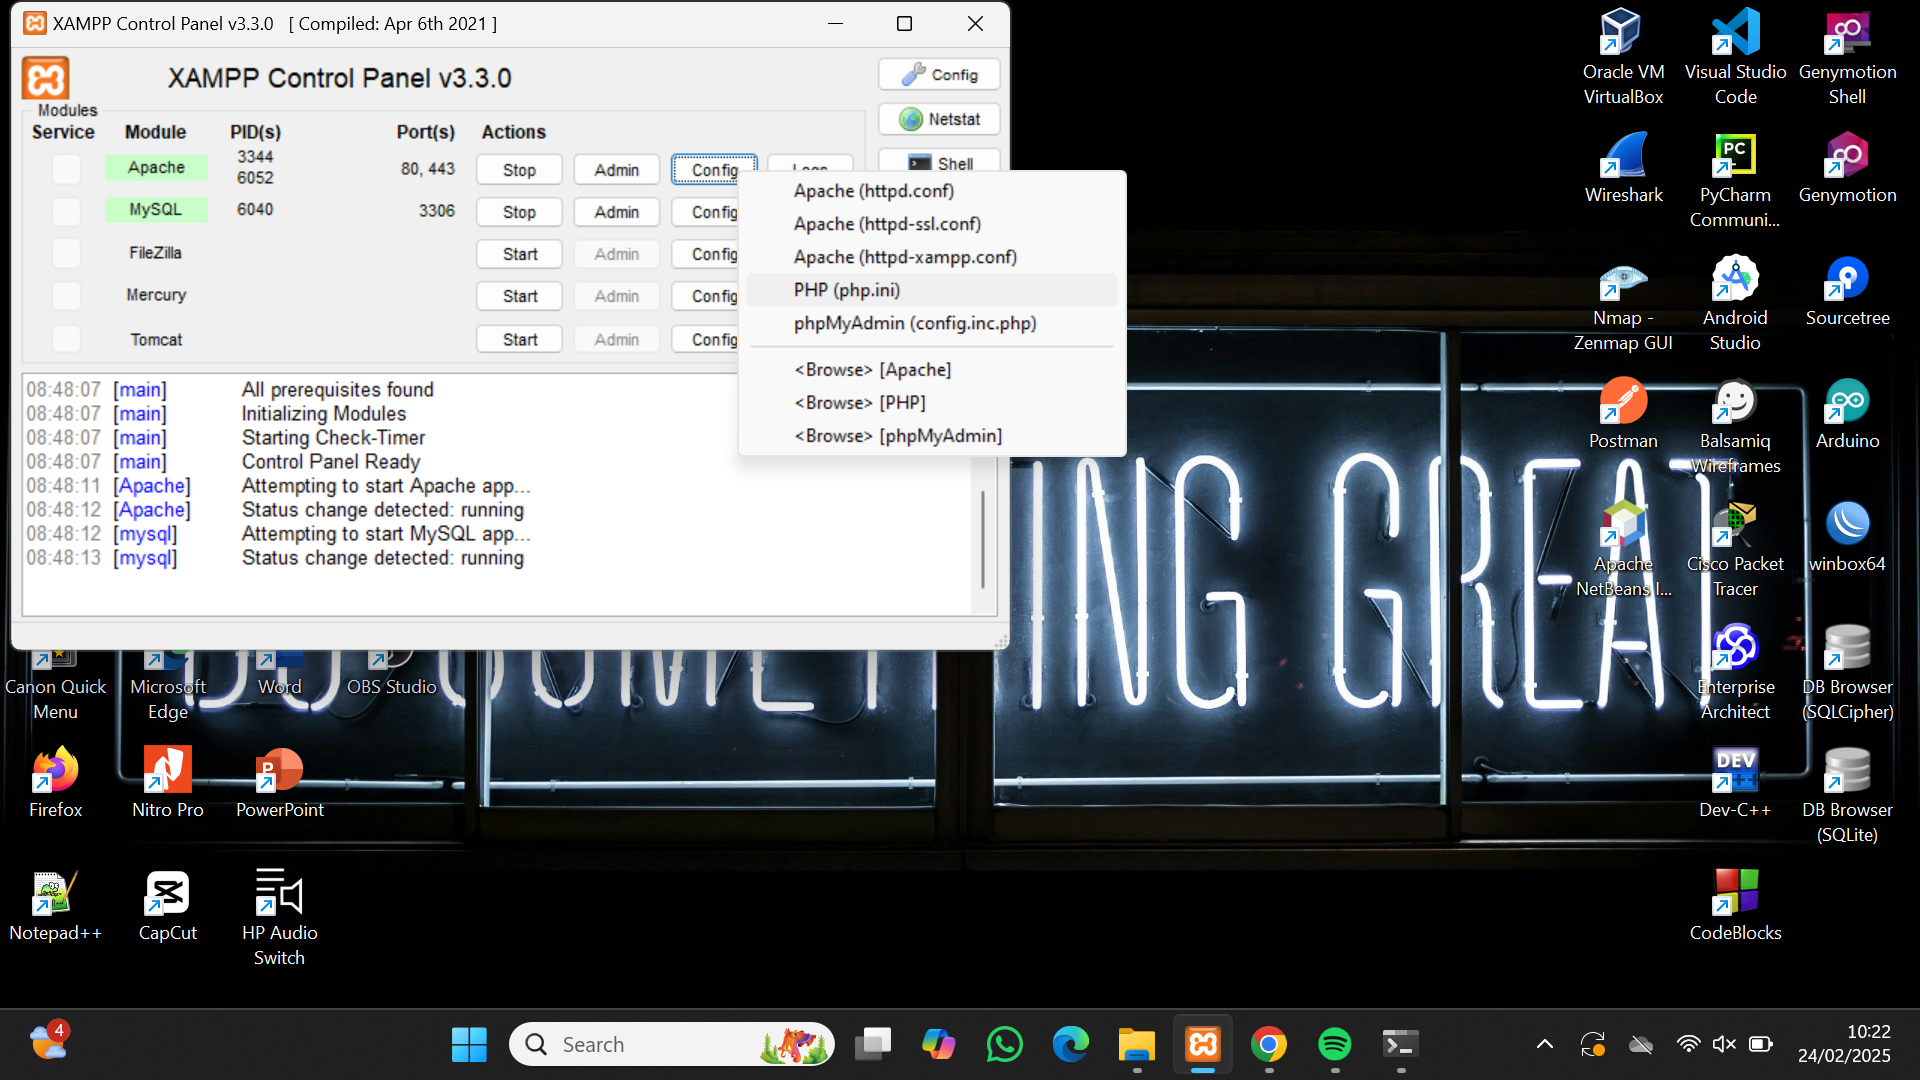 XAMPP Control Panel v3.3.0 [ Compiled: Apr 6th 2021 ]
XAMPP Control Panel v3.3.0
Config
Netstat
Shell
Modules
Service Module PID(s) Port(s) Actions
Apache 3344 6052 80, 443 Stop Admin Config Logs
MySQL 6040 3306 Stop Admin Config
FileZilla Start Admin Config
Mercury Start Admin Config
Tomcat Start Admin Config
Apache (httpd.conf)
Apache (httpd-ssl.conf)
Apache (httpd-xampp.conf)
PHP (php.ini)
phpMyAdmin (config.inc.php)
<Browse> [Apache]
<Browse> [PHP]
<Browse> [phpMyAdmin]
08:48:07 [main] All prerequisites found
08:48:07 [main] Initializing Modules
08:48:07 [main] Starting Check-Timer
08:48:07 [main] Control Panel Ready
08:48:11 [Apache] Attempting to start Apache app...
08:48:12 [Apache] Status change detected: running
08:48:12 [mysql] Attempting to start MySQL app...
08:48:13 [mysql] Status change detected: running
Oracle VM
VirtualBox
Visual Studio
Code
Genymotion
Shell
Wireshark
PC
PyCharm
Communi...
Genymotion
Nmap -
Zenmap GUI
Android
Studio
Sourcetree
Postman
Balsamiq
Wireframes
Arduino
Apache
NetBeans I...
Cisco Packet
Tracer
winbox64
Enterprise
Architect
DB Browser
(SQLCipher)
DEV
Dev-C++
DB Browser
(SQLite)
CodeBlocks
ING GREAT
Canon Quick
Menu
Microsoft
Edge
Word
OBS Studio
Firefox
Nitro Pro
P
PowerPoint
Notepad++
CapCut
HP Audio
Switch
4
Search
10:22
24/02/2025